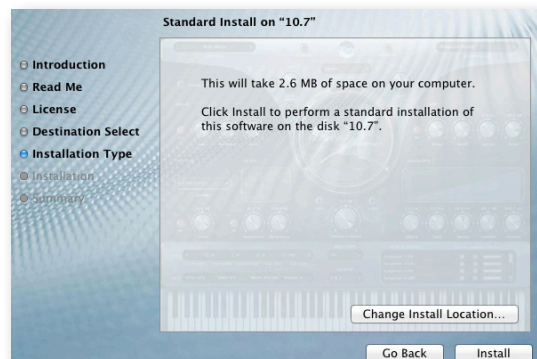 Standard Install on “10.7”
Introduction
Read Me
License
Destination Select
Installation Type
Installation
Summary
This will take 2.6 MB of space on your computer.
Click Install to perform a standard installation of
this software on the disk “10.7”.
Change Install Location...
Go Back
Install